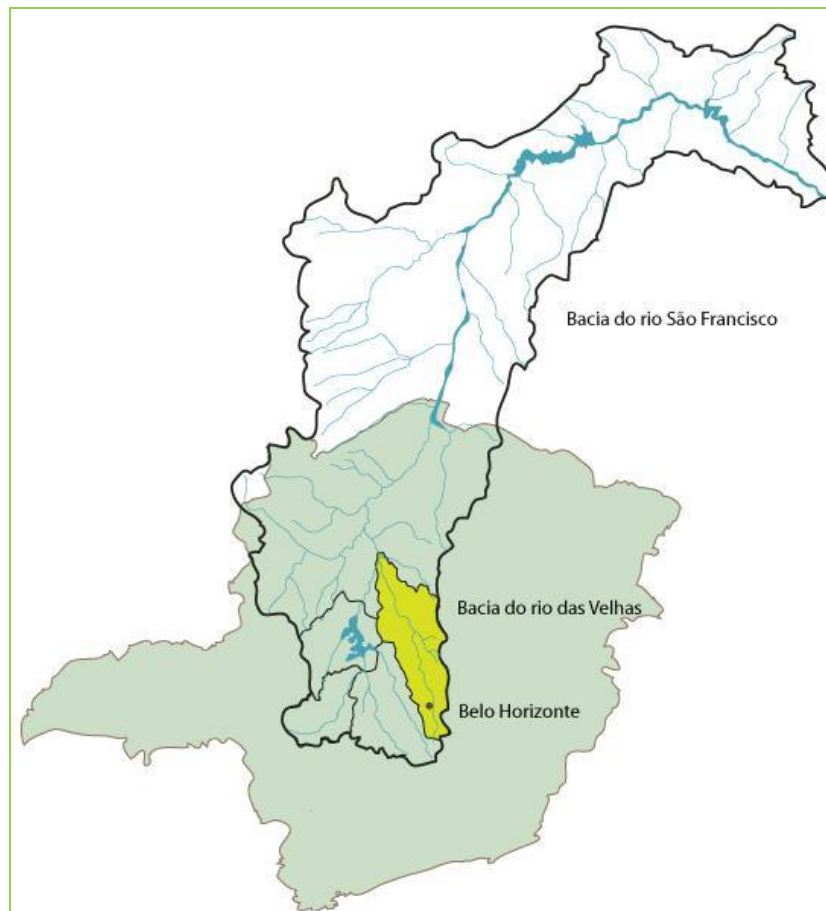 Bacia do rio São Francisco
Bacia do rio das Velhas
Belo Horizonte